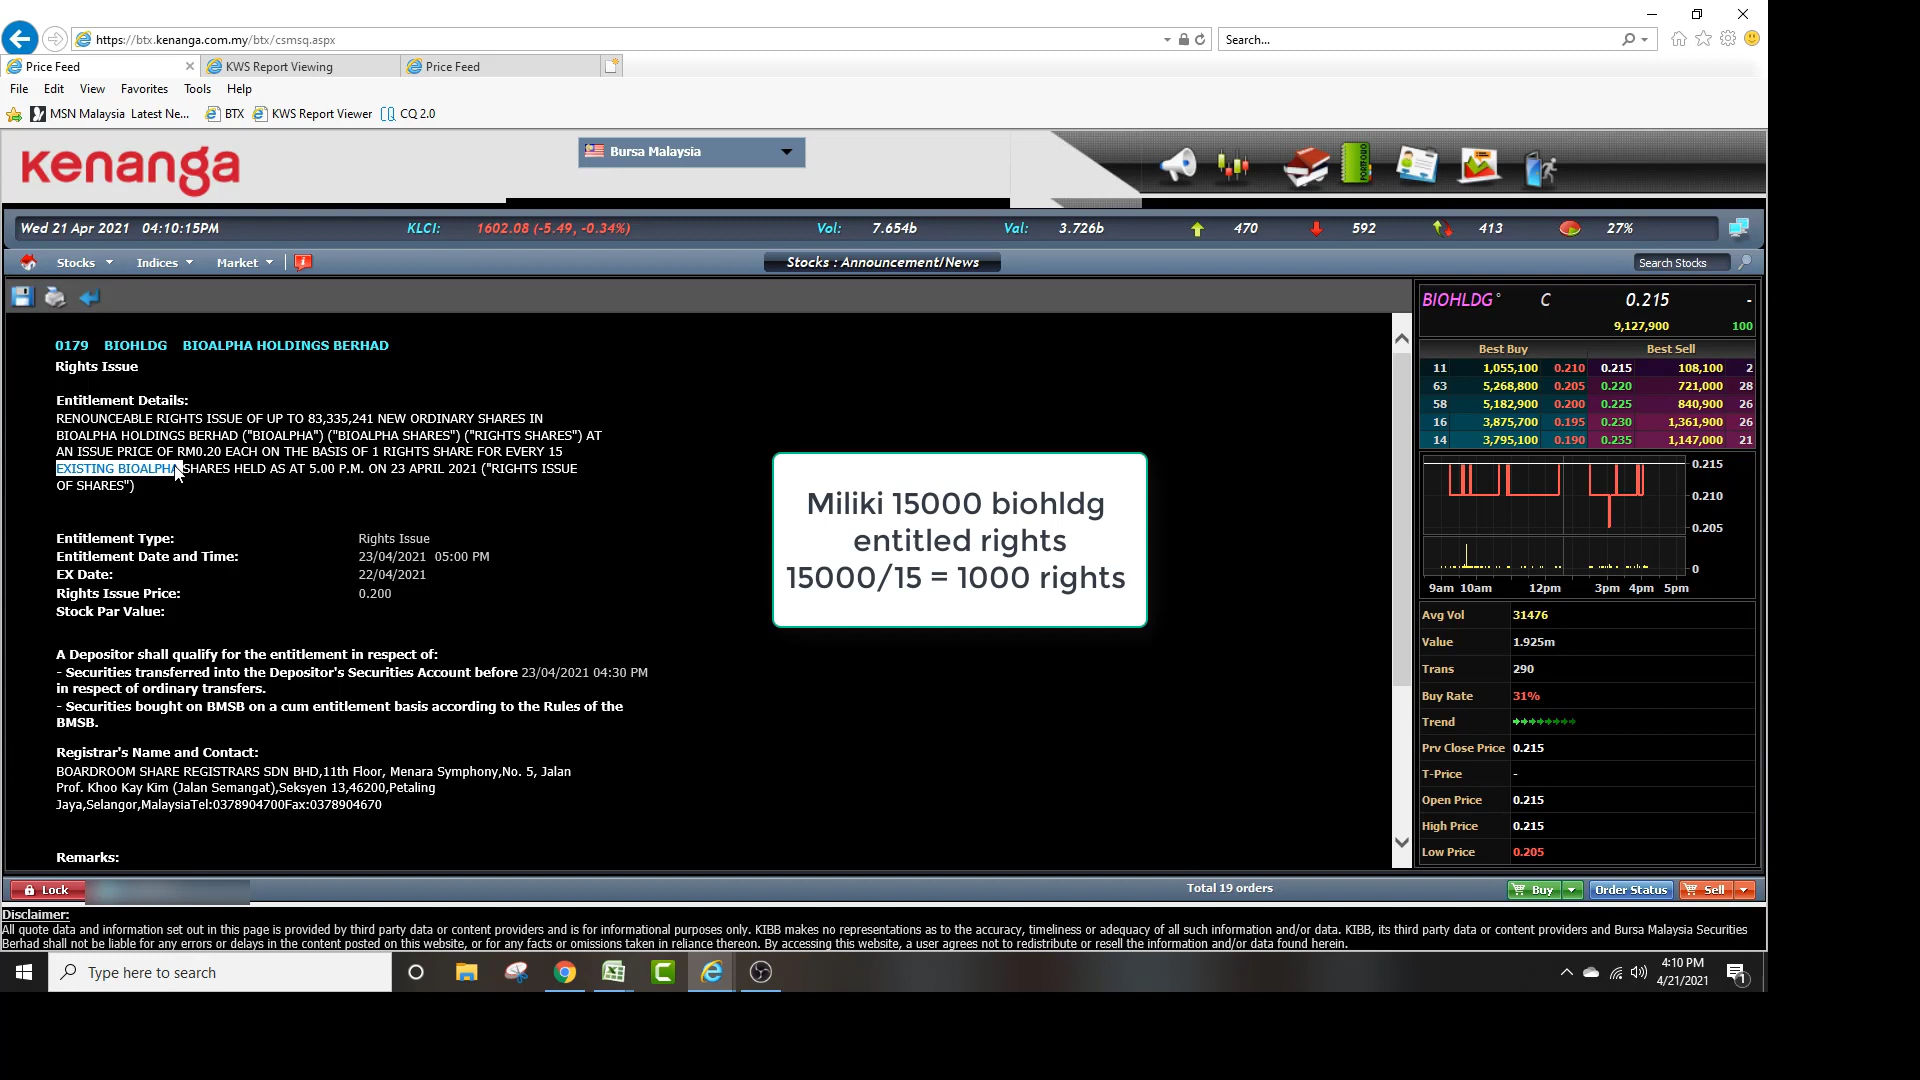 https://btx.kenanga.com.my/btx/csmsq.aspx
Search...
Price Feed
KWS Report Viewing
Price Feed
File Edit View Favorites Tools Help
MSN Malaysia Latest Ne... BTX KWS Report Viewer CQ 2.0
kenanga
Bursa Malaysia
PORTFOLIO
Wed 21 Apr 2021 04:10:15PM KLCI: 1602.08 (-5.49, -0.34%) Vol: 7.654b Val: 3.726b 470 592 413 27%
Stocks Indices Market Stocks : Announcement/News Search Stocks
0179 BIOHLDG BIOALPHA HOLDINGS BERHAD
Rights Issue
Entitlement Details:
RENOUNCEABLE RIGHTS ISSUE OF UP TO 83,335,241 NEW ORDINARY SHARES IN
BIOALPHA HOLDINGS BERHAD ("BIOALPHA") ("BIOALPHA SHARES") ("RIGHTS SHARES") AT
AN ISSUE PRICE OF RM0.20 EACH ON THE BASIS OF 1 RIGHTS SHARE FOR EVERY 15
EXISTING BIOALPHA SHARES HELD AS AT 5.00 P.M. ON 23 APRIL 2021 ("RIGHTS ISSUE
OF SHARES")
Entitlement Type: Rights Issue
Entitlement Date and Time: 23/04/2021 05:00 PM
EX Date: 22/04/2021
Rights Issue Price: 0.200
Stock Par Value:
A Depositor shall qualify for the entitlement in respect of:
- Securities transferred into the Depositor's Securities Account before 23/04/2021 04:30 PM
in respect of ordinary transfers.
- Securities bought on BMSB on a cum entitlement basis according to the Rules of the
BMSB.
Registrar's Name and Contact:
BOARDROOM SHARE REGISTRARS SDN BHD,11th Floor, Menara Symphony,No. 5, Jalan
Prof. Khoo Kay Kim (Jalan Semangat),Seksyen 13,46200,Petaling
Jaya,Selangor,MalaysiaTel:0378904700Fax:0378904670
Remarks:
Miliki 15000 biohldg
entitled rights
15000/15 = 1000 rights
BIOHLDG° C 0.215 -
9,127,900 100
Best Buy Best Sell
11 1,055,100 0.210 0.215 108,100 2
63 5,268,800 0.205 0.220 721,000 28
58 5,182,900 0.200 0.225 840,900 26
16 3,875,700 0.195 0.230 1,361,900 26
14 3,795,100 0.190 0.235 1,147,000 21
0.215
0.210
0.205
0
9am 10am 12pm 3pm 4pm 5pm
Avg Vol 31476
Value 1.925m
Trans 290
Buy Rate 31%
Trend
Prv Close Price 0.215
T-Price -
Open Price 0.215
High Price 0.215
Low Price 0.205
Lock Total 19 orders Buy Order Status Sell
Disclaimer:
All quote data and information set out in this page is provided by third party data or content providers and is for informational purposes only. KIBB makes no representations as to the accuracy, timeliness or adequacy of all such information and/or data. KIBB, its third party data or content providers and Bursa Malaysia Securities
Berhad shall not be liable for any errors or delays in the content posted on this website, or for any facts or omissions taken in reliance thereon. By accessing this website, a user agrees not to redistribute or resell the information and/or data found herein.
Type here to search
4:10 PM
4/21/2021
1